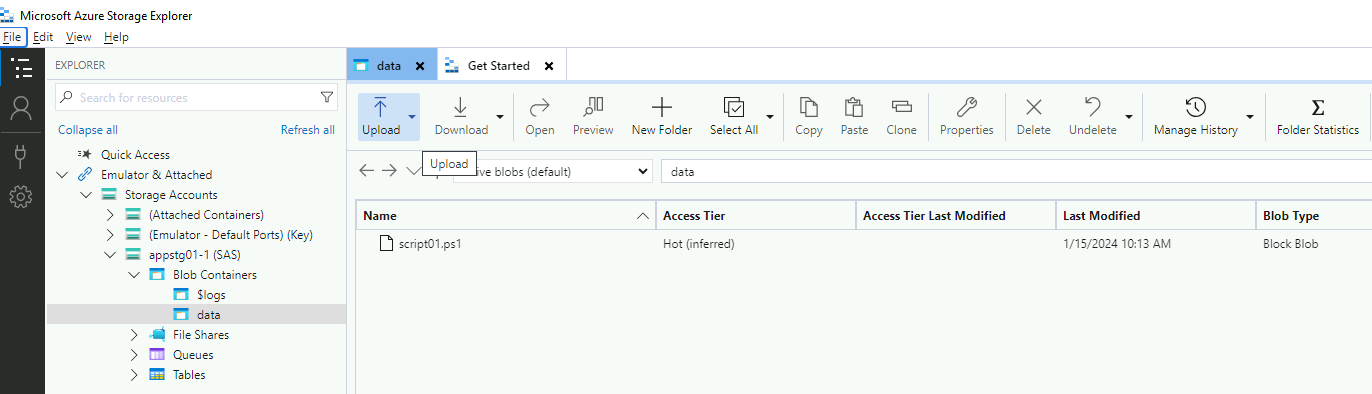 Microsoft Azure Storage Explorer
File Edit View Help
EXPLORER
Search for resources
Collapse all Refresh all
Quick Access
Emulator & Attached
Storage Accounts
(Attached Containers)
(Emulator - Default Ports) (Key)
appstg01-1 (SAS)
Blob Containers
$logs
data
File Shares
Queues
Tables
data Get Started
Upload Download Open Preview New Folder Select All Copy Paste Clone Properties Delete Undelete Manage History Folder Statistics
Upload
blobs (default) data
Name Access Tier Access Tier Last Modified Last Modified Blob Type
script01.ps1 Hot (inferred) 1/15/2024 10:13 AM Block Blob